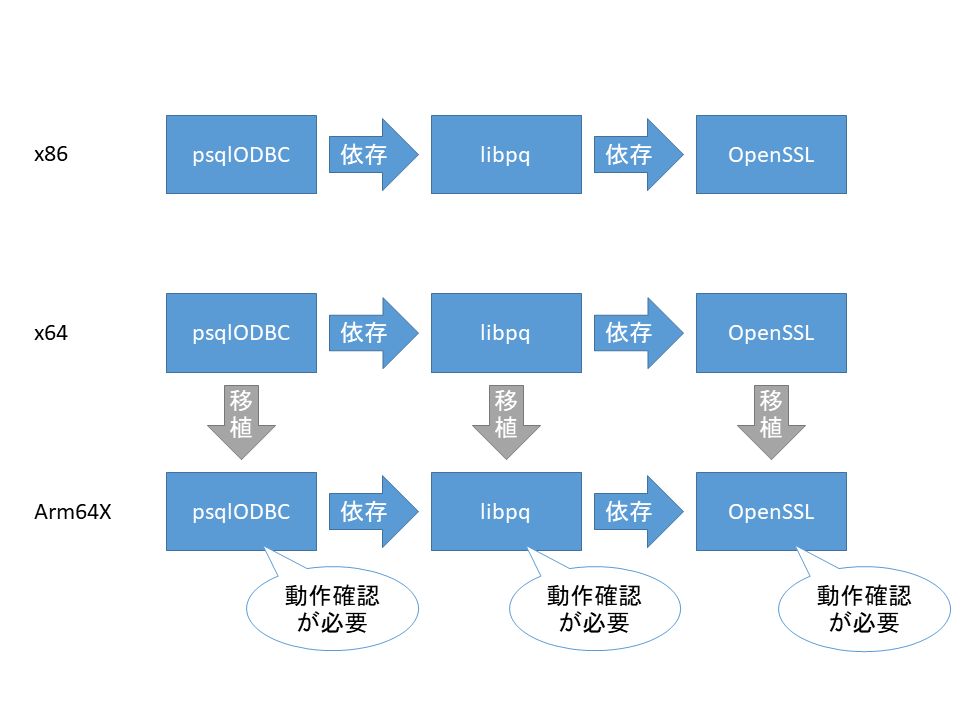 x86
psqlODBC
依存
libpq
依存
OpenSSL
x64
psqlODBC
依存
libpq
依存
OpenSSL
移
植
移
植
移
植
Arm64X
psqlODBC
依存
libpq
依存
OpenSSL
動作確認
が必要
動作確認
が必要
動作確認
が必要